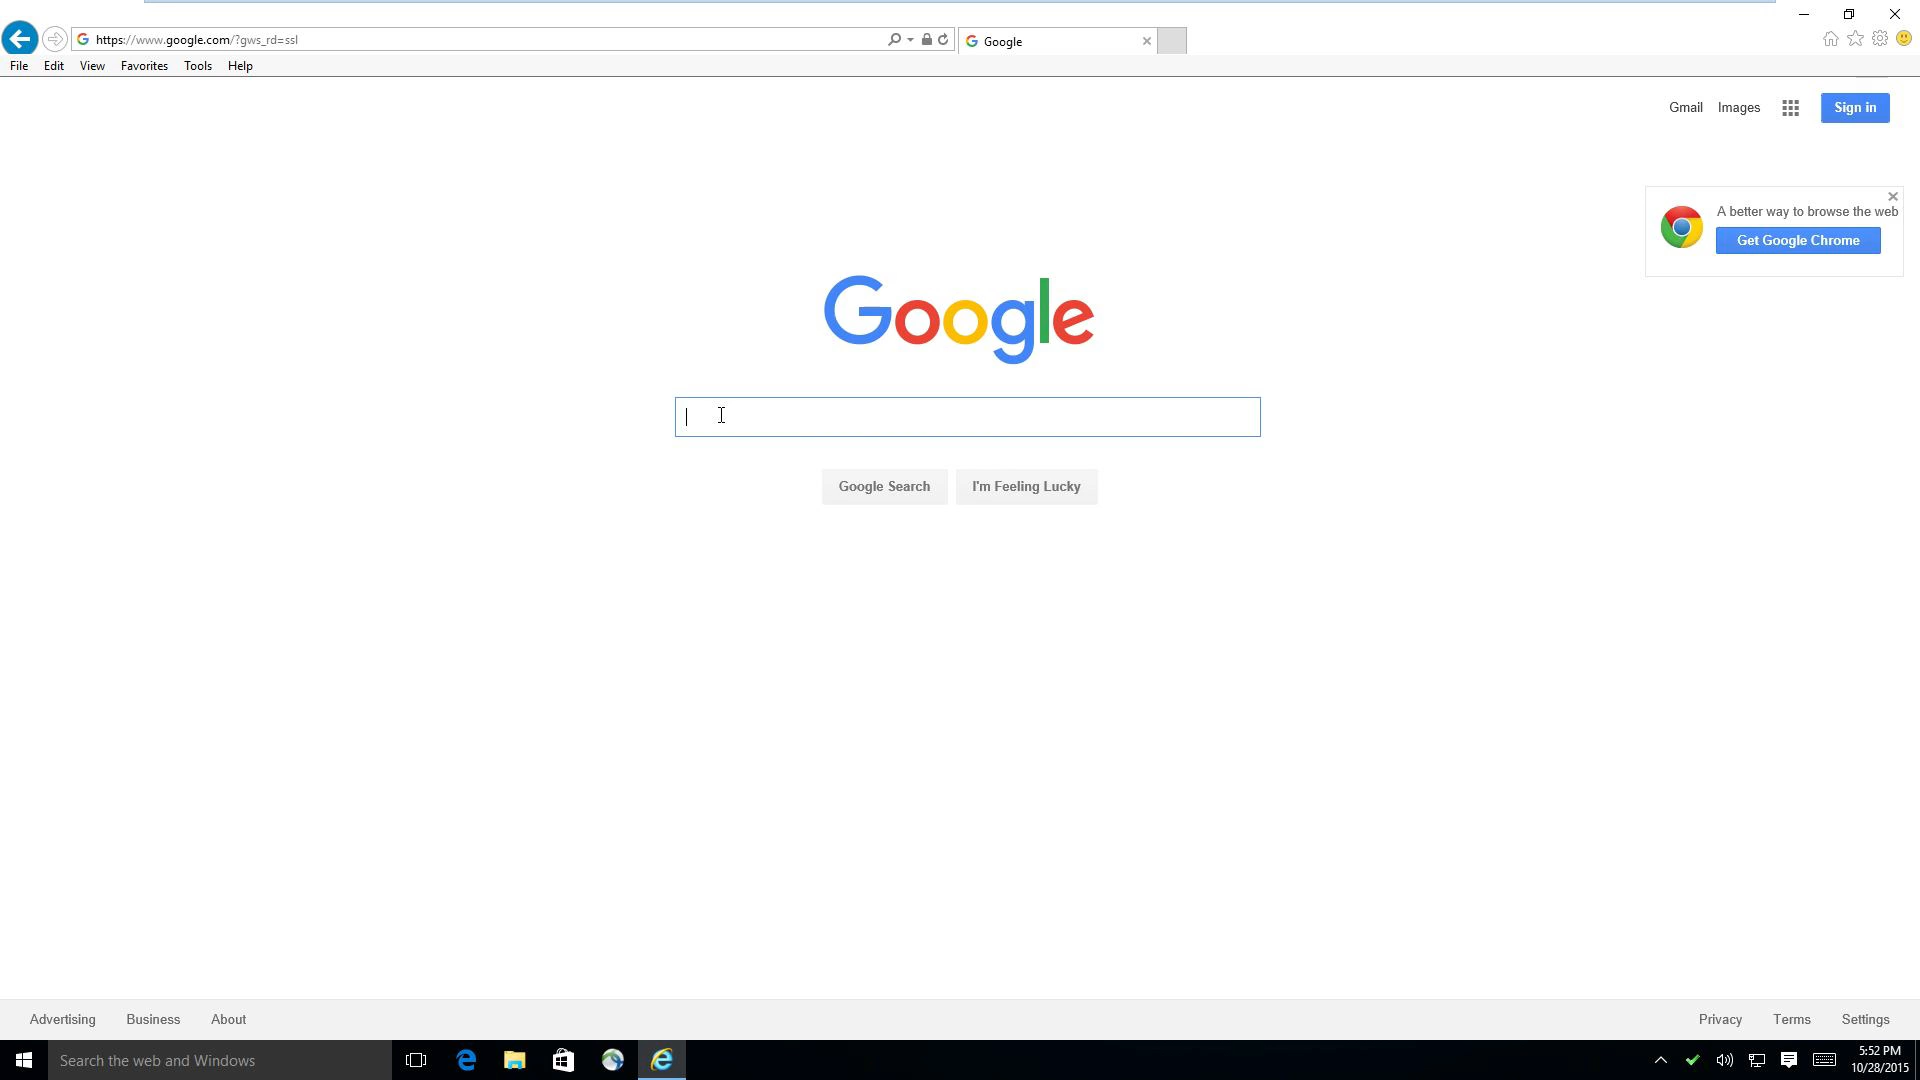 https://www.google.com/?gws_rd=ssl
Google
File Edit View Favorites Tools Help
Gmail Images Sign in
A better way to browse the web
Get Google Chrome
Google
Google Search I'm Feeling Lucky
Advertising Business About Privacy Terms Settings
Search the web and Windows
5:52 PM
10/28/2015